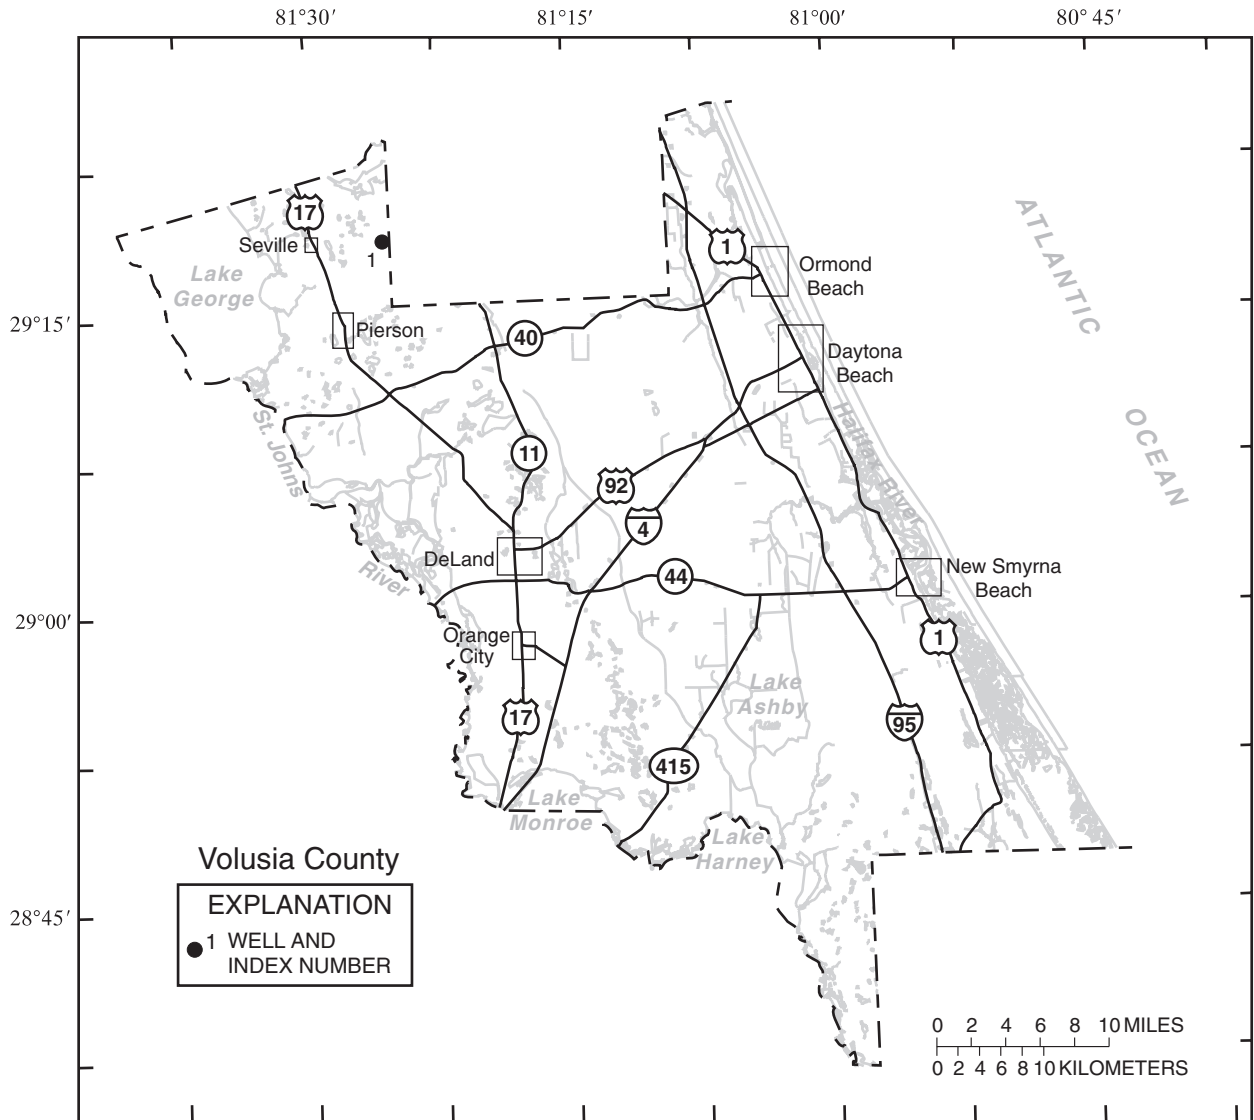 81°30′ 81°15′ 81°00′ 80°45′
17
Seville
1
Lake
George
1
Ormond
Beach
ATLANTIC
OCEAN
29°15′
Pierson
40
Daytona
Beach
Halifax River
St. Johns
River
11
92
4
DeLand
44
New Smyrna
Beach
29°00′
Orange
City
1
Lake
Ashby
17
95
415
Lake
Monroe
Lake
Harney
Volusia County
EXPLANATION
1 WELL AND
INDEX NUMBER
28°45′
0 2 4 6 8 10 MILES
0 2 4 6 8 10 KILOMETERS